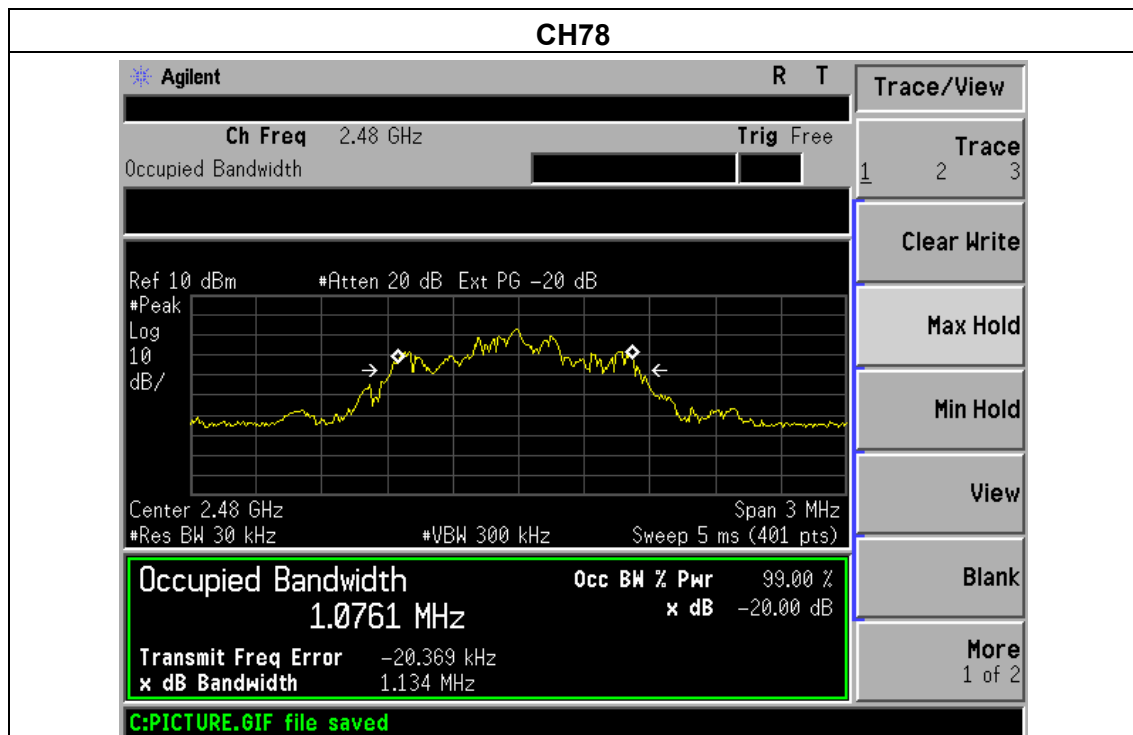 CH78
Agilent R T
Trace/View
Ch Freq 2.48 GHz Trig Free
Occupied Bandwidth
Trace
1 2 3
Clear Write
Max Hold
Min Hold
View
Blank
More
1 of 2
Ref 10 dBm #Atten 20 dB Ext PG -20 dB
#Peak
Log
10
dB/
Center 2.48 GHz Span 3 MHz
#Res BW 30 kHz #VBW 300 kHz Sweep 5 ms (401 pts)
Occupied Bandwidth Occ BW % Pwr 99.00 %
1.0761 MHz x dB -20.00 dB
Transmit Freq Error -20.369 kHz
x dB Bandwidth 1.134 MHz
C:PICTURE.GIF file saved